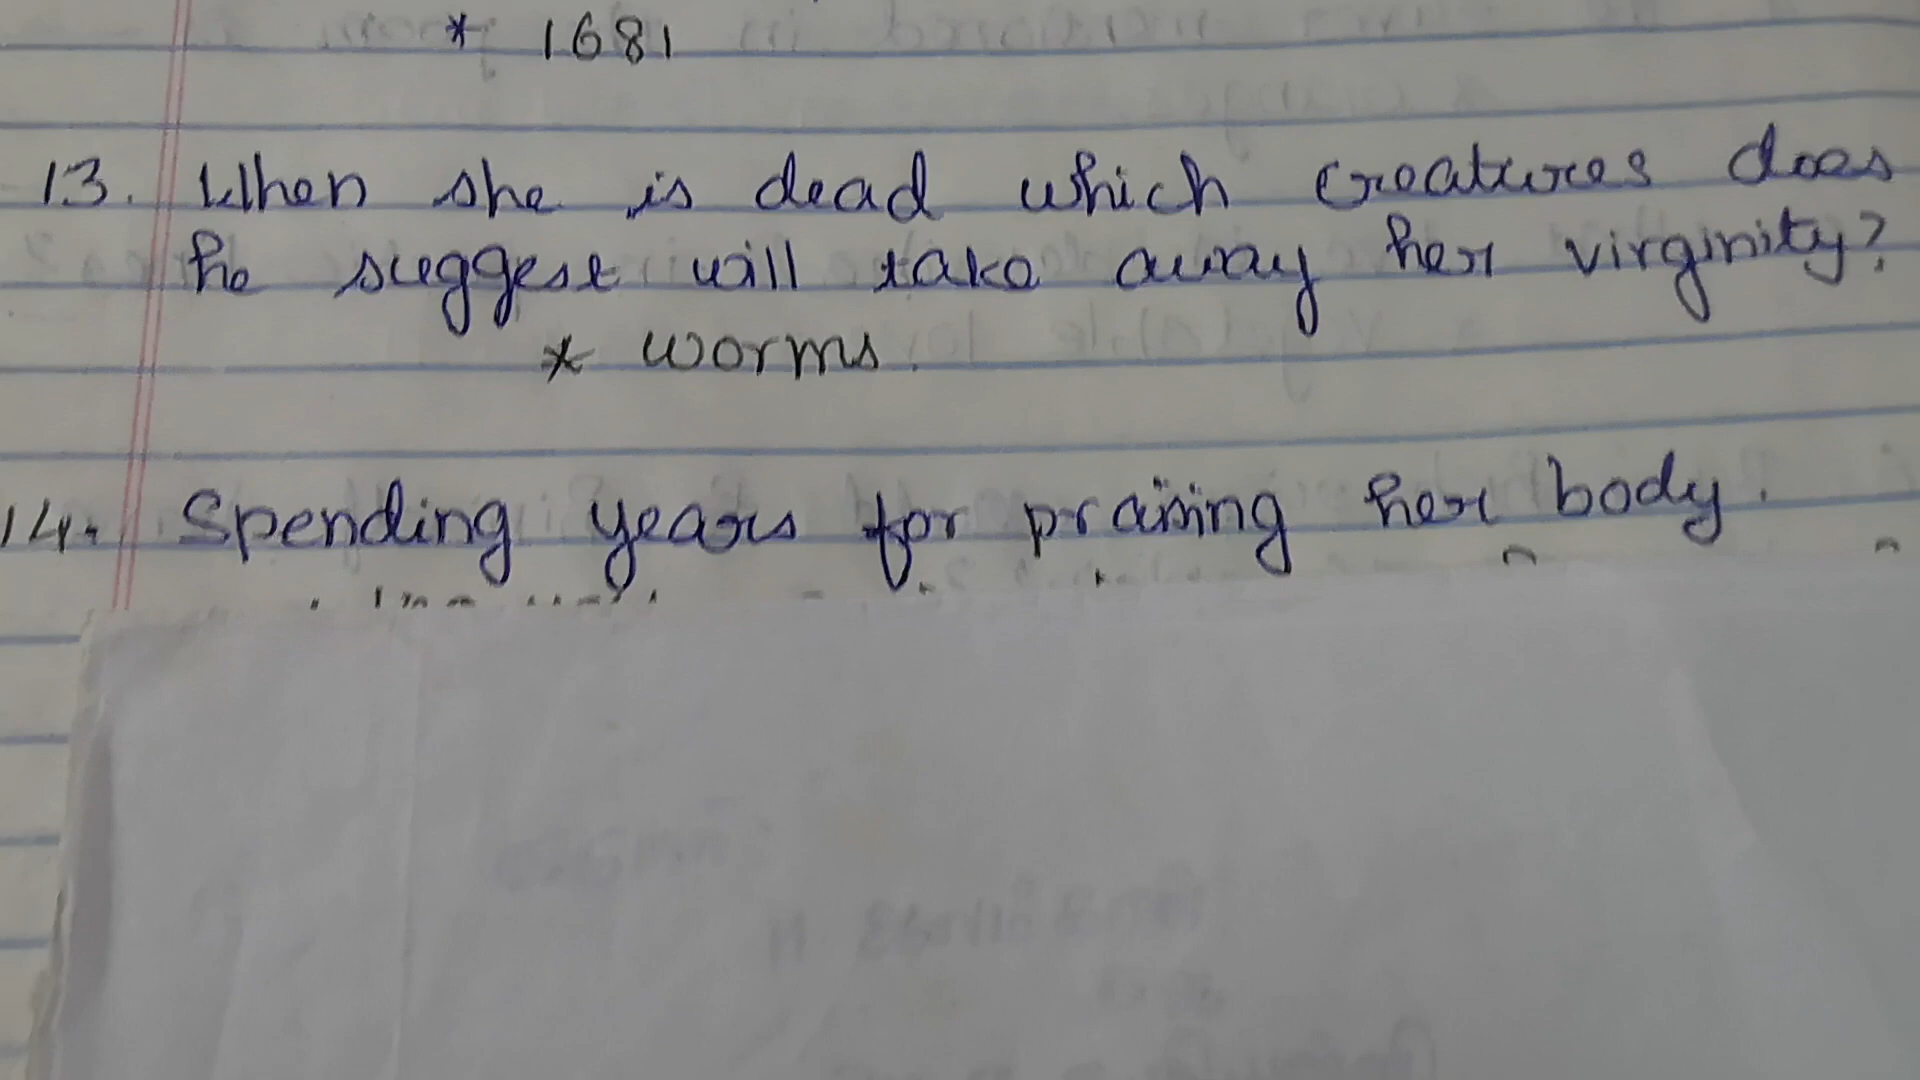 * 1681
13. When she is dead which creatures does
he suggest will take away her virginity?
* worms.
14. Spending years for praising her body.